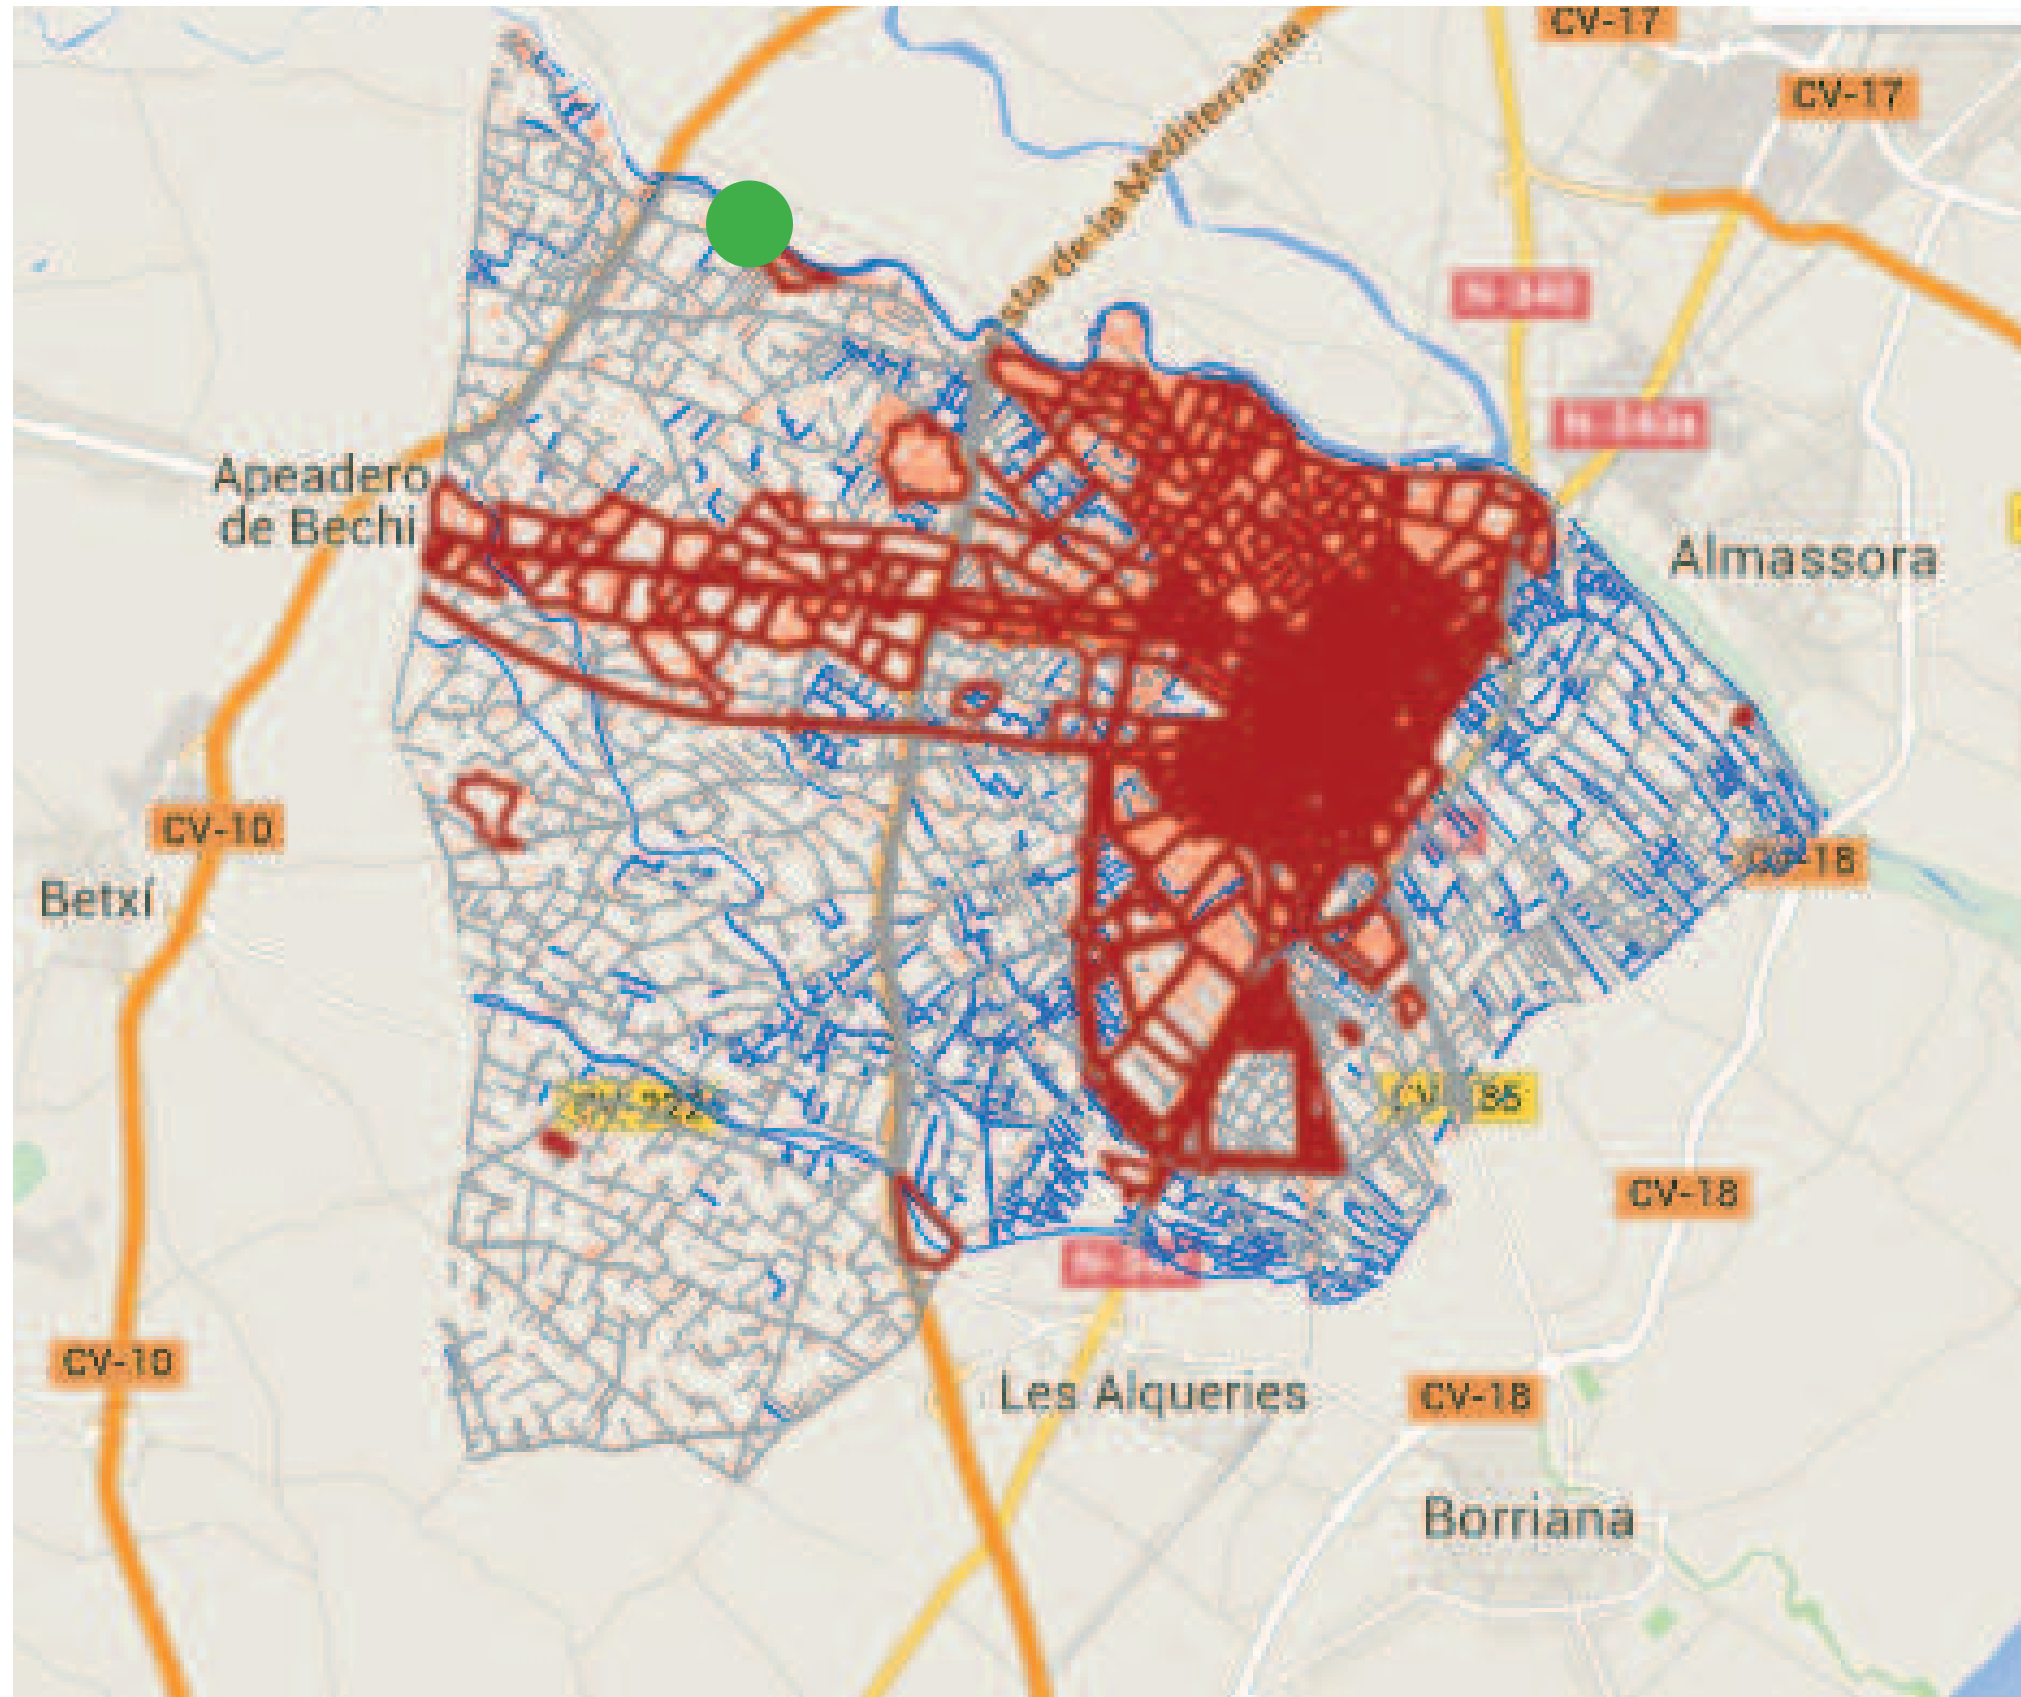 CV-17
CV-17
sta de la Mediterrània
N-340
Apeadero
de Bechi
Almassora
CV-10
CV-18
Betxí
CV-18
CV-10
Les Alqueries
CV-18
Borriana